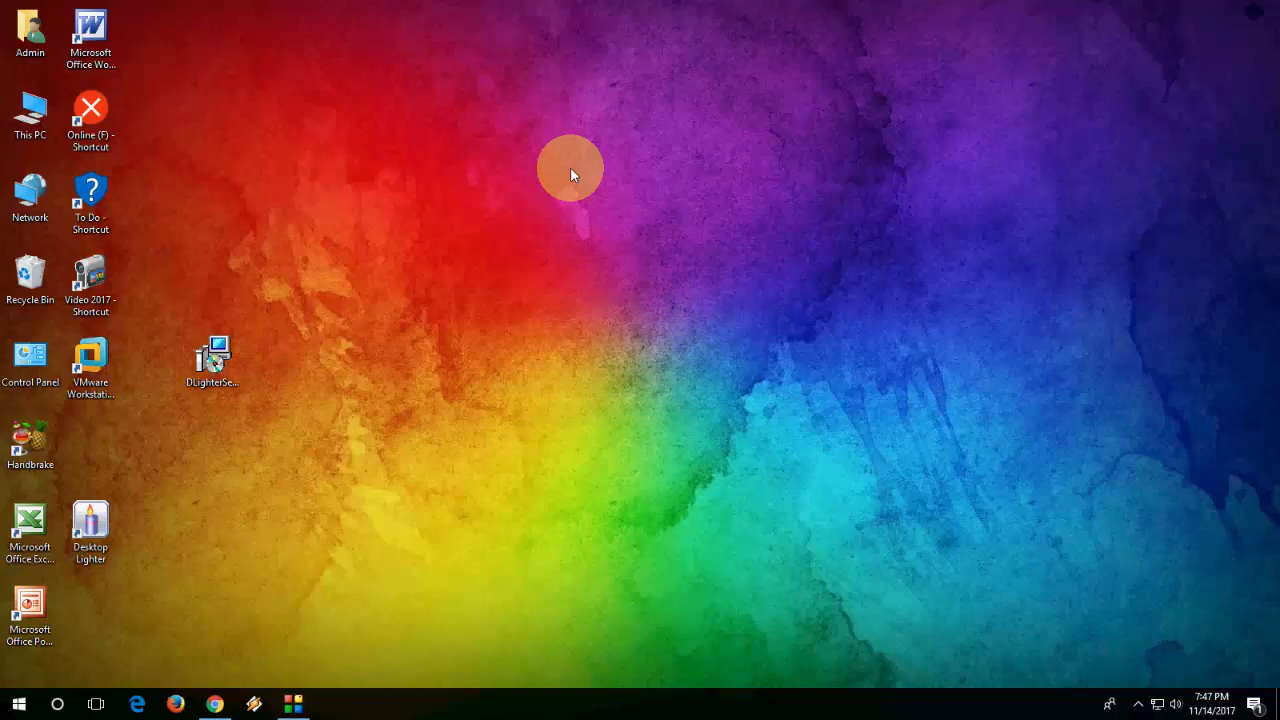 Admin
Microsoft
Office Wo...
This PC
Online (F) -
Shortcut
Network
To Do -
Shortcut
Recycle Bin
Video 2017 -
Shortcut
Control Panel
VMware
Workstati...
DLighterSe...
Handbrake
Microsoft
Office Exc...
Desktop
Lighter
Microsoft
Office Po...
7:47 PM
11/14/2017
1